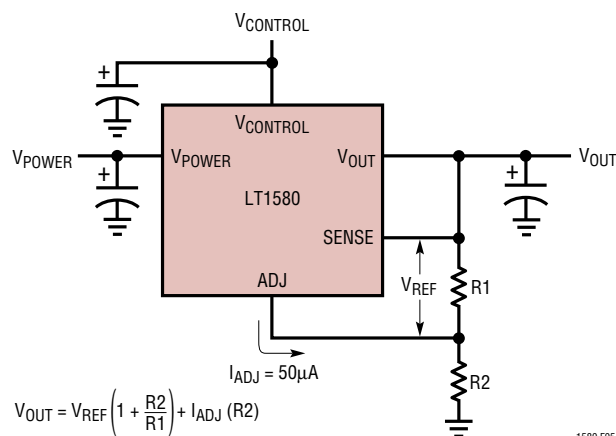 VCONTROL
+
VCONTROL
VPOWER
+
VPOWER
VOUT
+
VOUT
LT1580
SENSE
ADJ
VREF
R1
IADJ = 50µA
R2
VOUT = VREF (1 + R2/R1) + IADJ (R2)